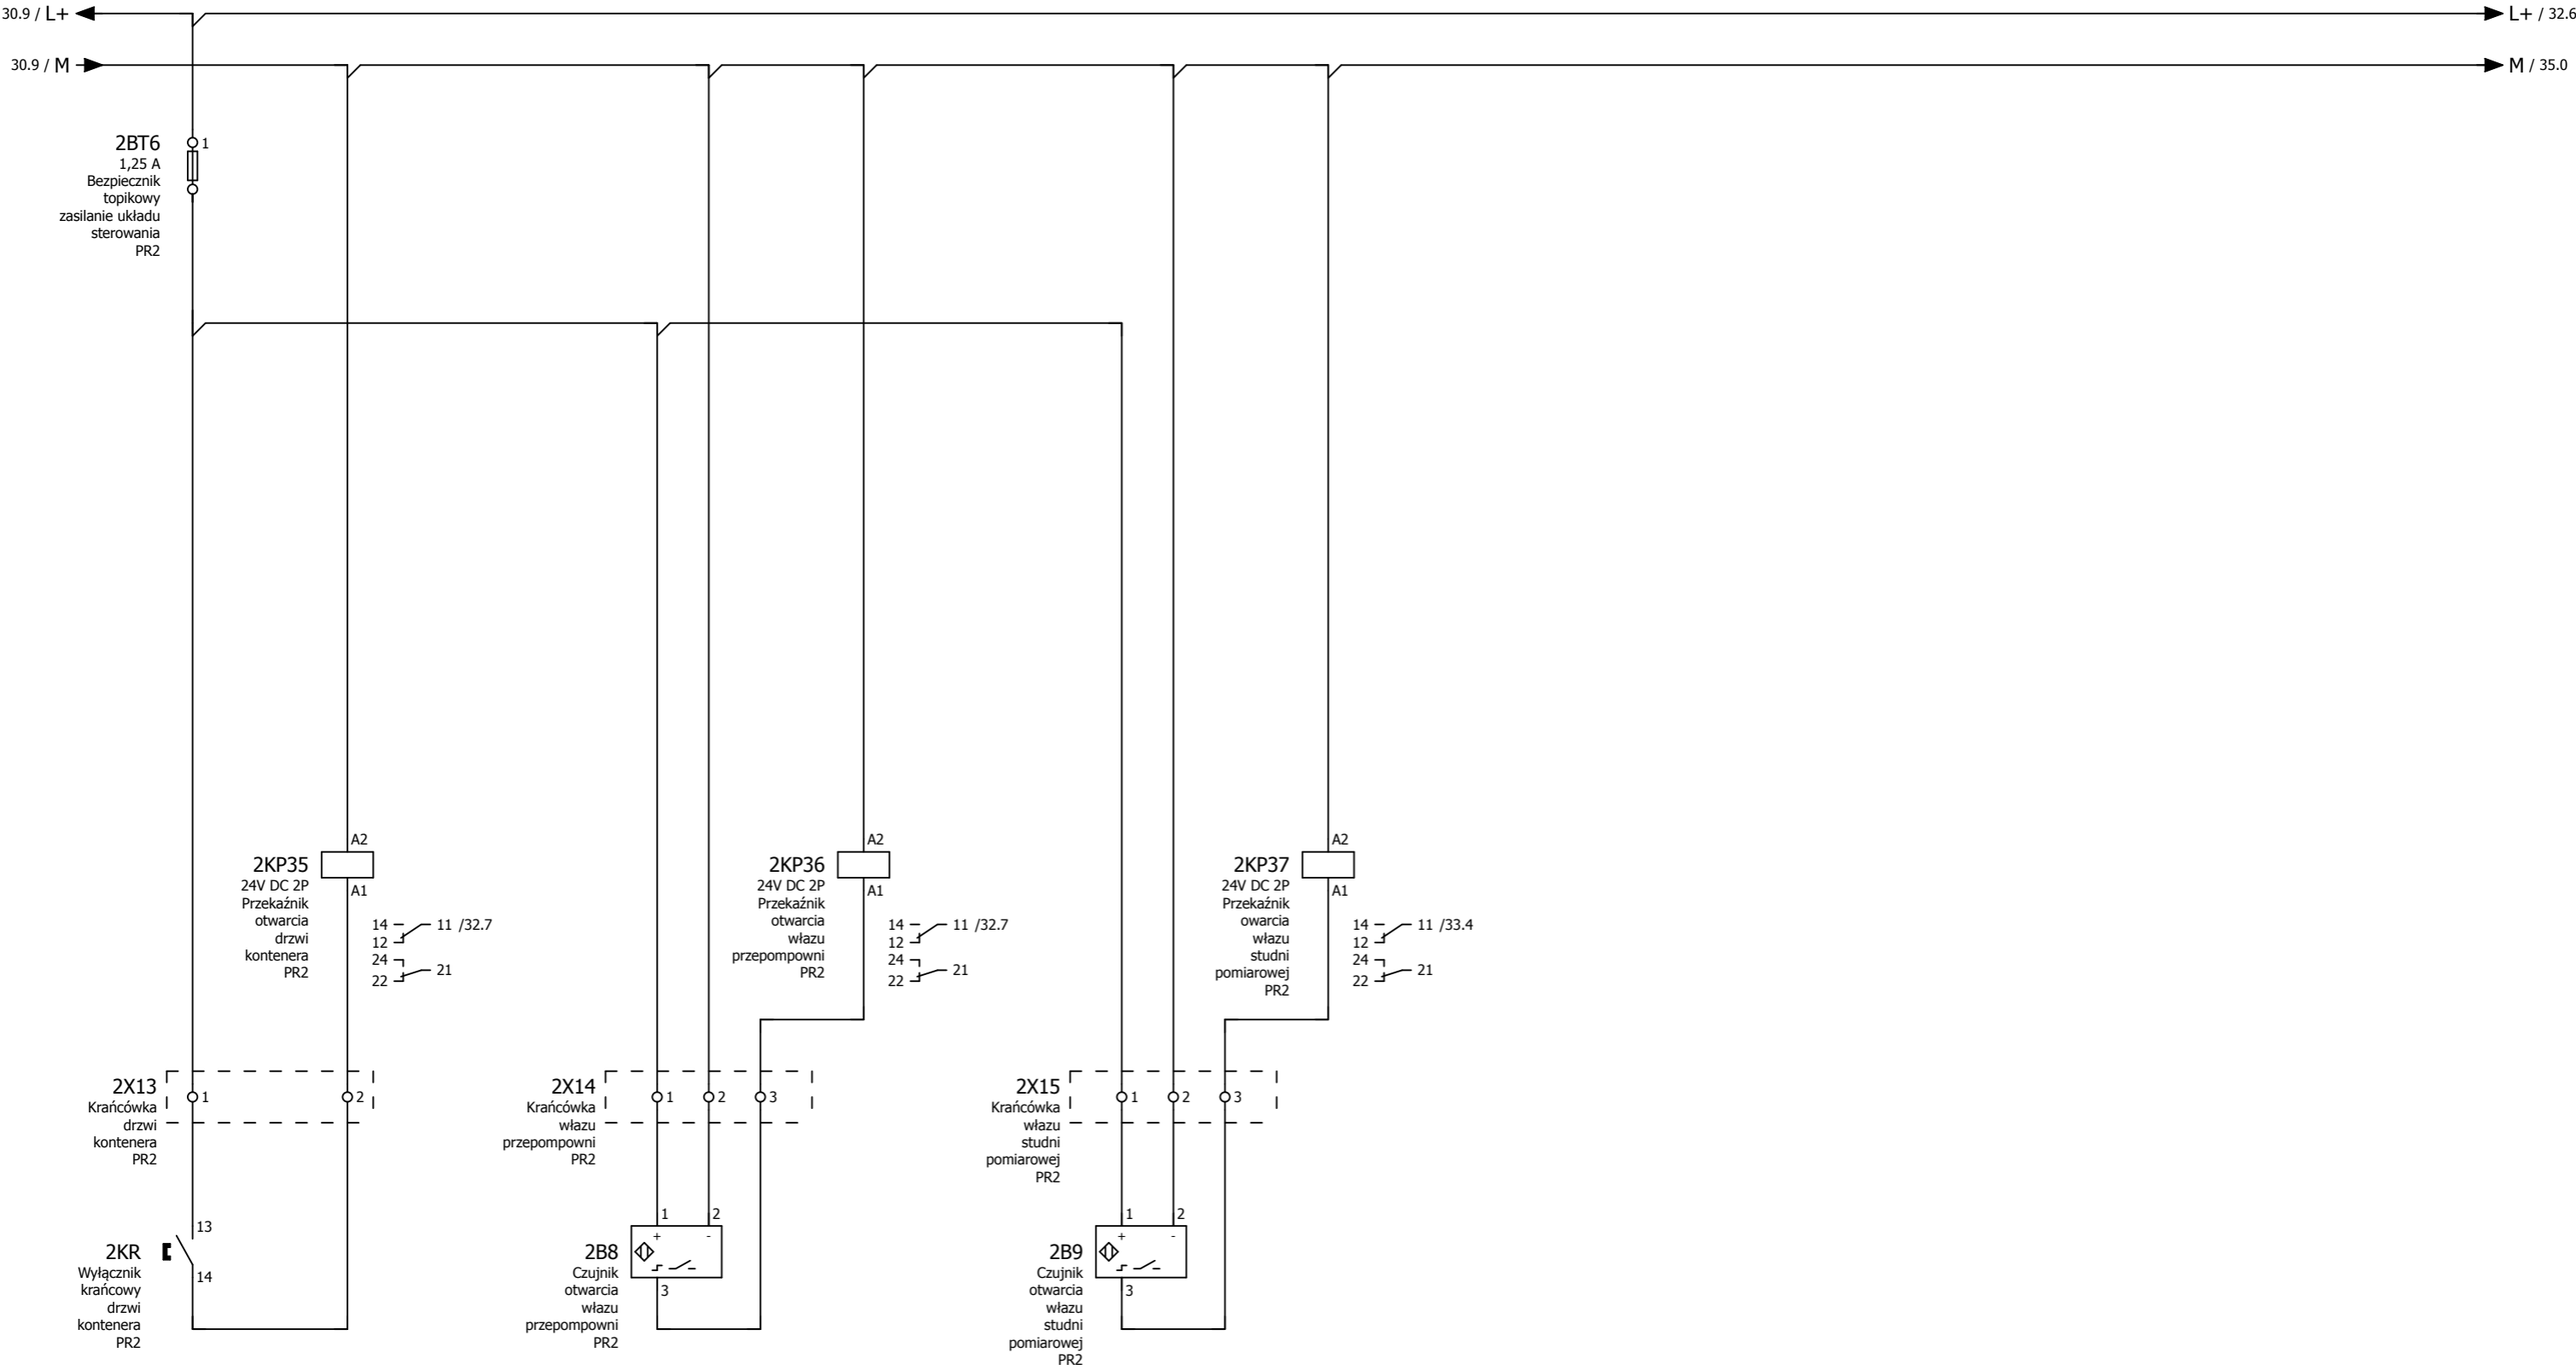 30.9 / L+
L+ / 32.6
30.9 / M
M / 35.0
2BT6
1
1,25 A
Bezpiecznik
topikowy
zasilanie układu
sterowania
PR2
A2
2KP35
24V DC 2P
A1
Przekaźnik
otwarcia
drzwi
kontenera
PR2
14
11 /32.7
12
24
21
22
A2
2KP36
24V DC 2P
A1
Przekaźnik
otwarcia
włazu
przepompowni
PR2
14
11 /32.7
12
24
21
22
A2
2KP37
24V DC 2P
A1
Przekaźnik
owarcia
włazu
studni
pomiarowej
PR2
14
11 /33.4
12
24
21
22
2X13
1
2
Krańcówka
drzwi
kontenera
PR2
2X14
1
2
3
Krańcówka
włazu
przepompowni
PR2
2X15
1
2
3
Krańcówka
włazu
studni
pomiarowej
PR2
13
2KR
14
Wyłącznik
krańcowy
drzwi
kontenera
PR2
1
2
+
-
2B8
3
Czujnik
otwarcia
włazu
przepompowni
PR2
1
2
+
-
2B9
3
Czujnik
otwarcia
włazu
studni
pomiarowej
PR2